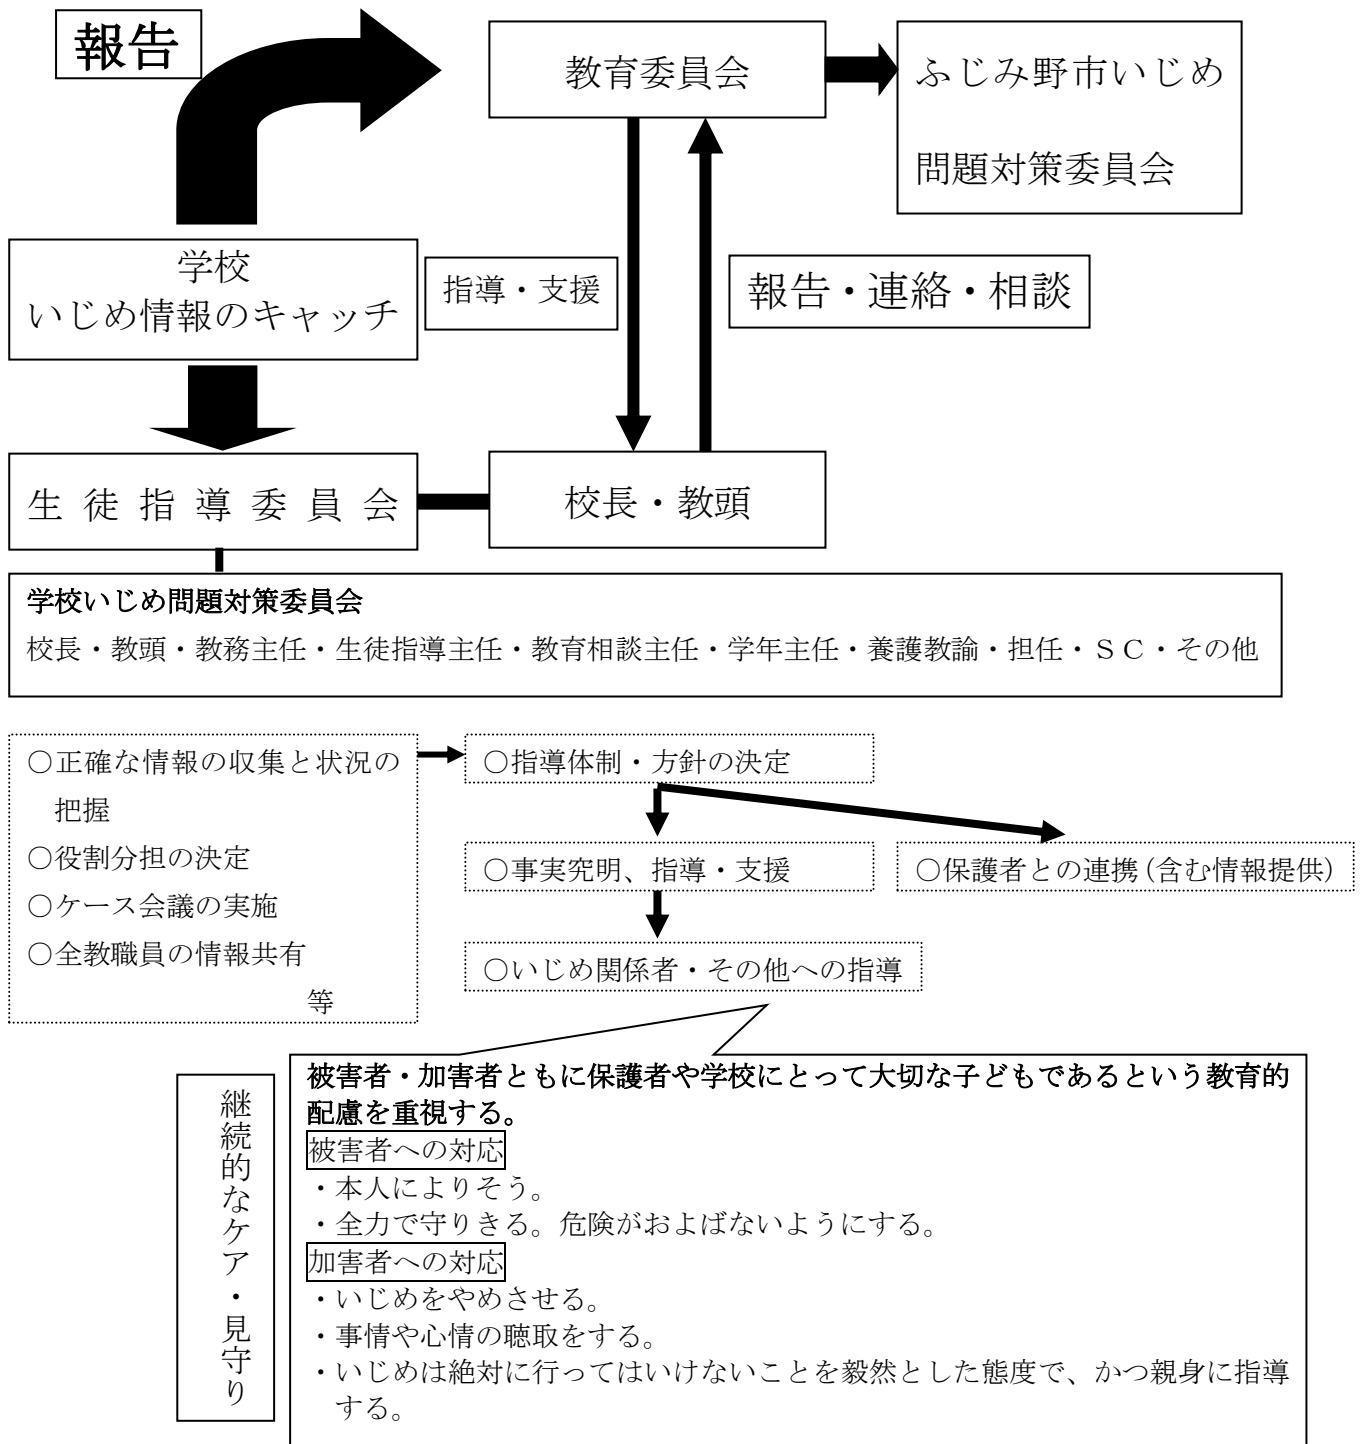 報告
教育委員会
ふじみ野市いじめ
問題対策委員会
学校
いじめ情報のキャッチ
指導・支援
報告・連絡・相談
生徒指導委員会
校長・教頭
学校いじめ問題対策委員会
校長・教頭・教務主任・生徒指導主任・教育相談主任・学年主任・養護教諭・担任・ＳＣ・その他
○正確な情報の収集と状況の
把握
○役割分担の決定
○ケース会議の実施
○全教職員の情報共有
等
○指導体制・方針の決定
○事実究明、指導・支援
○保護者との連携(含む情報提供)
○いじめ関係者・その他への指導
継続的なケア・見守り
被害者・加害者ともに保護者や学校にとって大切な子どもであるという教育的
配慮を重視する。
被害者への対応
・本人によりそう。
・全力で守りきる。危険がおよばないようにする。
加害者への対応
・いじめをやめさせる。
・事情や心情の聴取をする。
・いじめは絶対に行ってはいけないことを毅然とした態度で、かつ親身に指導
する。